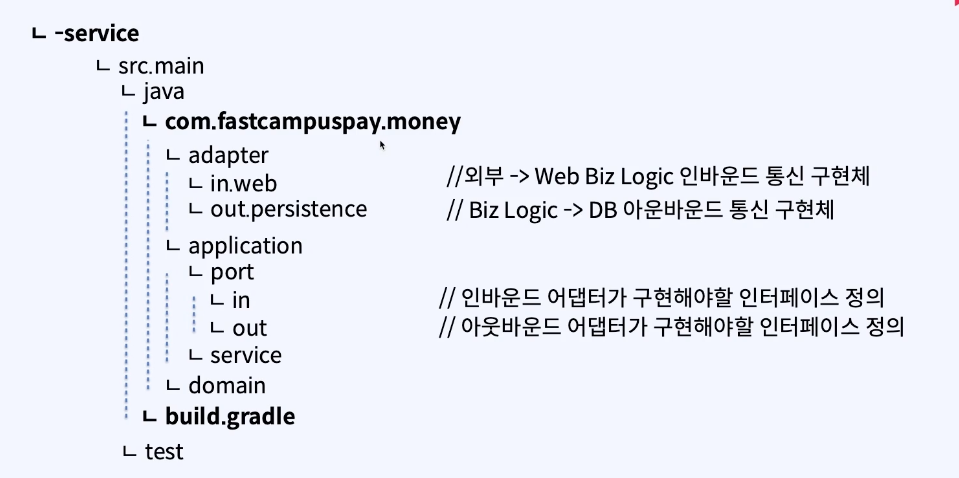 ㄴ -service
ㄴ src.main
ㄴ java
ㄴ com.fastcampuspay.money
ㄴ adapter
ㄴ in.web //외부 -> Web Biz Logic 인바운드 통신 구현체
ㄴ out.persistence // Biz Logic -> DB 아운바운드 통신 구현체
ㄴ application
ㄴ port
ㄴ in // 인바운드 어댑터가 구현해야할 인터페이스 정의
ㄴ out // 아웃바운드 어댑터가 구현해야할 인터페이스 정의
ㄴ service
ㄴ domain
ㄴ build.gradle
ㄴ test